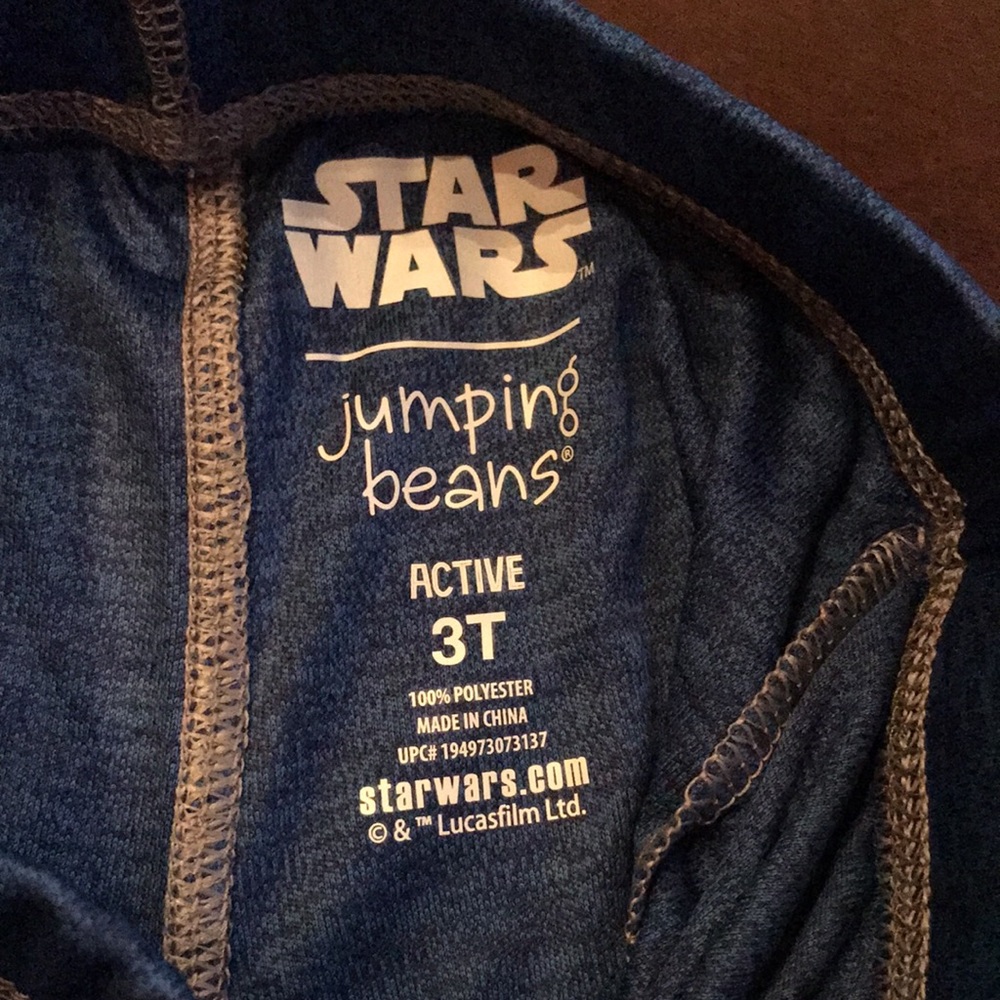 STAR
WARS™
jumping
beans®
ACTIVE
3T
100% POLYESTER
MADE IN CHINA
UPC# 194973073137
starwars.com
© & ™ Lucasfilm Ltd.